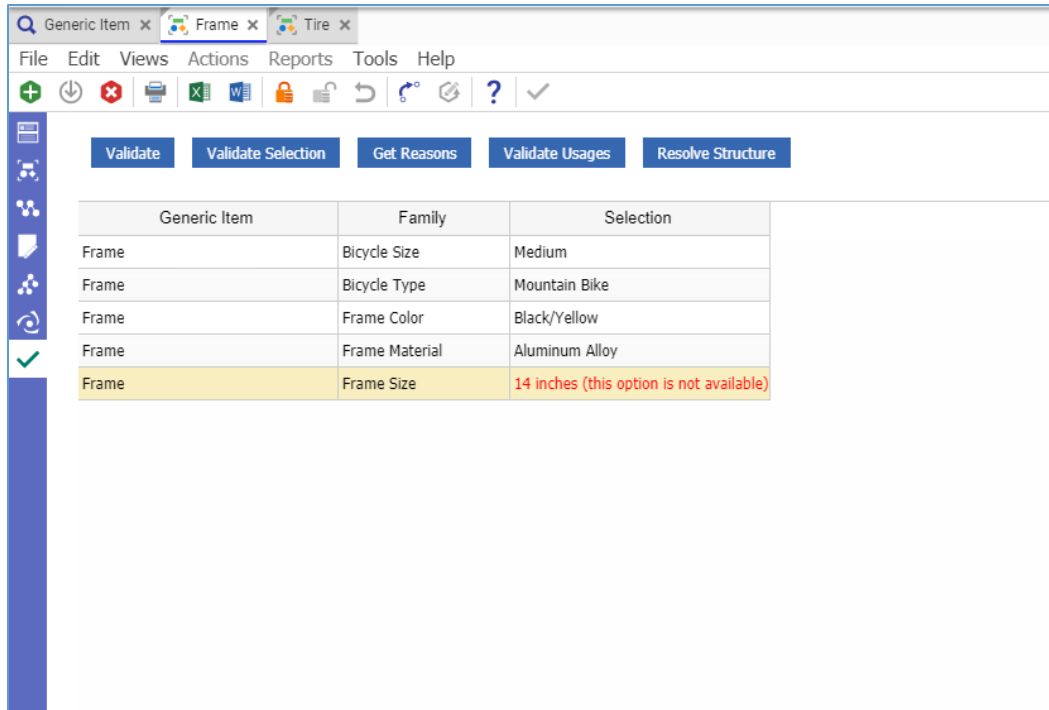 Generic Item Frame Tire
File Edit Views Actions Reports Tools Help
Validate Validate Selection Get Reasons Validate Usages Resolve Structure
Generic Item Family Selection
Frame Bicycle Size Medium
Frame Bicycle Type Mountain Bike
Frame Frame Color Black/Yellow
Frame Frame Material Aluminum Alloy
Frame Frame Size 14 inches (this option is not available)